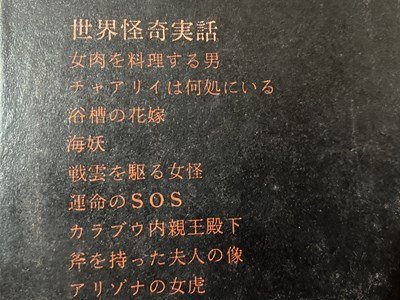 世界怪奇実話
女肉を料理する男
チャアリイは何処にいる
浴槽の花嫁
海妖
戦雲を駆る女怪
運命のSOS
カラブウ内親王殿下
斧を持った夫人の像
アリゾナの女虎